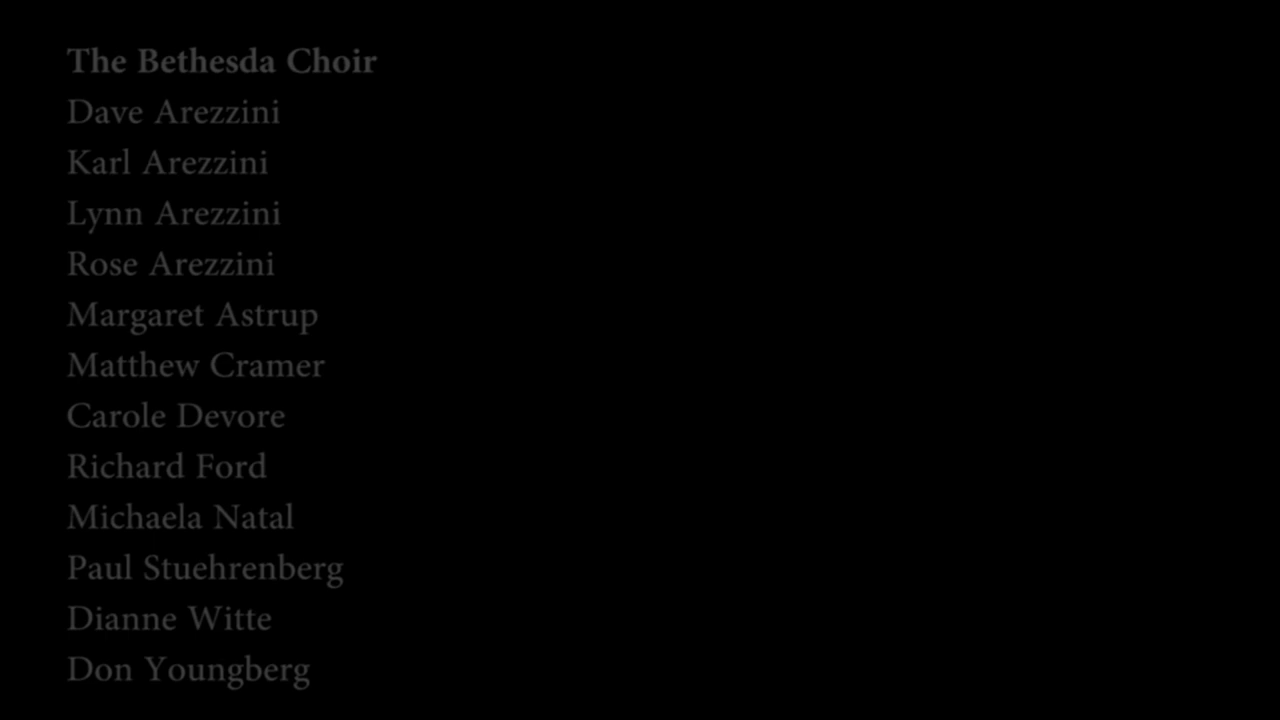 The Bethesda Choir
Dave Arezzini
Karl Arezzini
Lynn Arezzini
Rose Arezzini
Margaret Astrup
Matthew Cramer
Carole Devore
Richard Ford
Michaela Natal
Paul Stuehrenberg
Dianne Witte
Don Youngberg